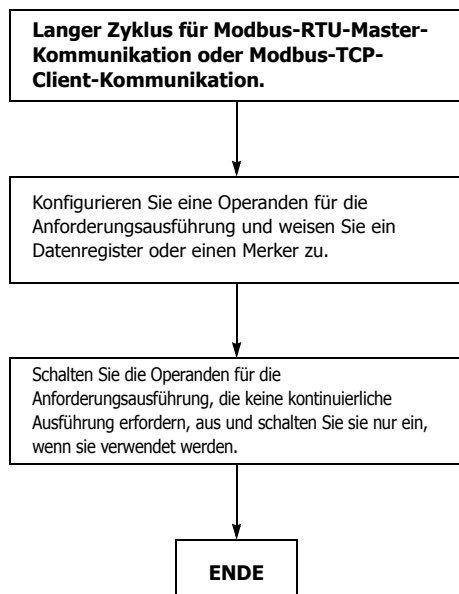 Langer Zyklus für Modbus-RTU-Master-
Kommunikation oder Modbus-TCP-
Client-Kommunikation.
Konfigurieren Sie eine Operanden für die
Anforderungsausführung und weisen Sie ein
Datenregister oder einen Merker zu.
Schalten Sie die Operanden für die
Anforderungsausführung, die keine kontinuierliche
Ausführung erfordern, aus und schalten Sie sie nur ein,
wenn sie verwendet werden.
ENDE